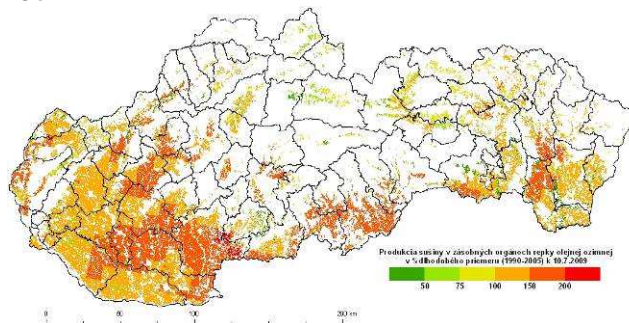 Produkcia sušiny v zásobných orgánoch repky olejnej ozimnej
v % dlhodobého priemeru (1990-2005) k 10.7.2009
50 75 100 150 200
0 50 100 200 km